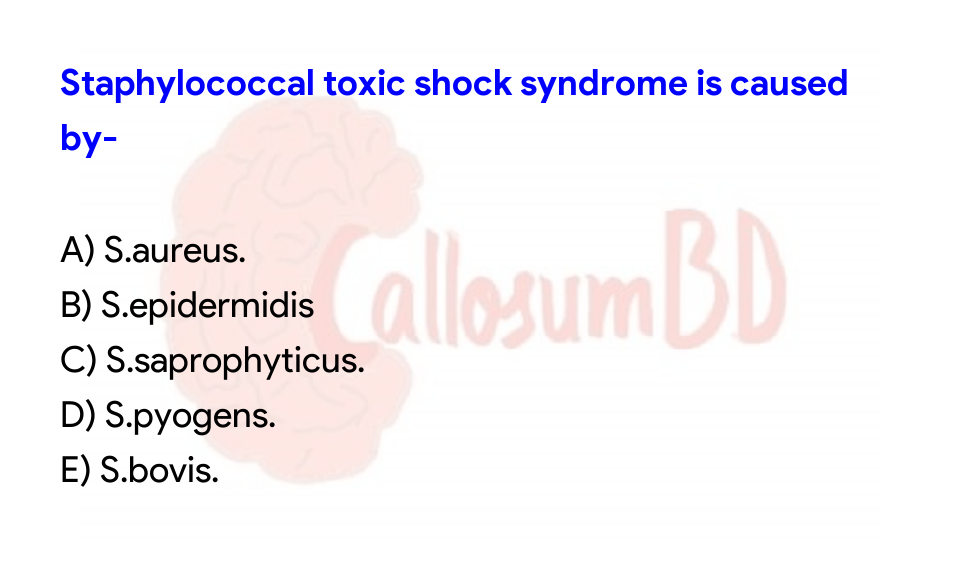 Staphylococcal toxic shock syndrome is caused
by-
A) S.aureus.
B) S.epidermidis
C) S.saprophyticus.
D) S.pyogens.
E) S.bovis.
CallosumBD